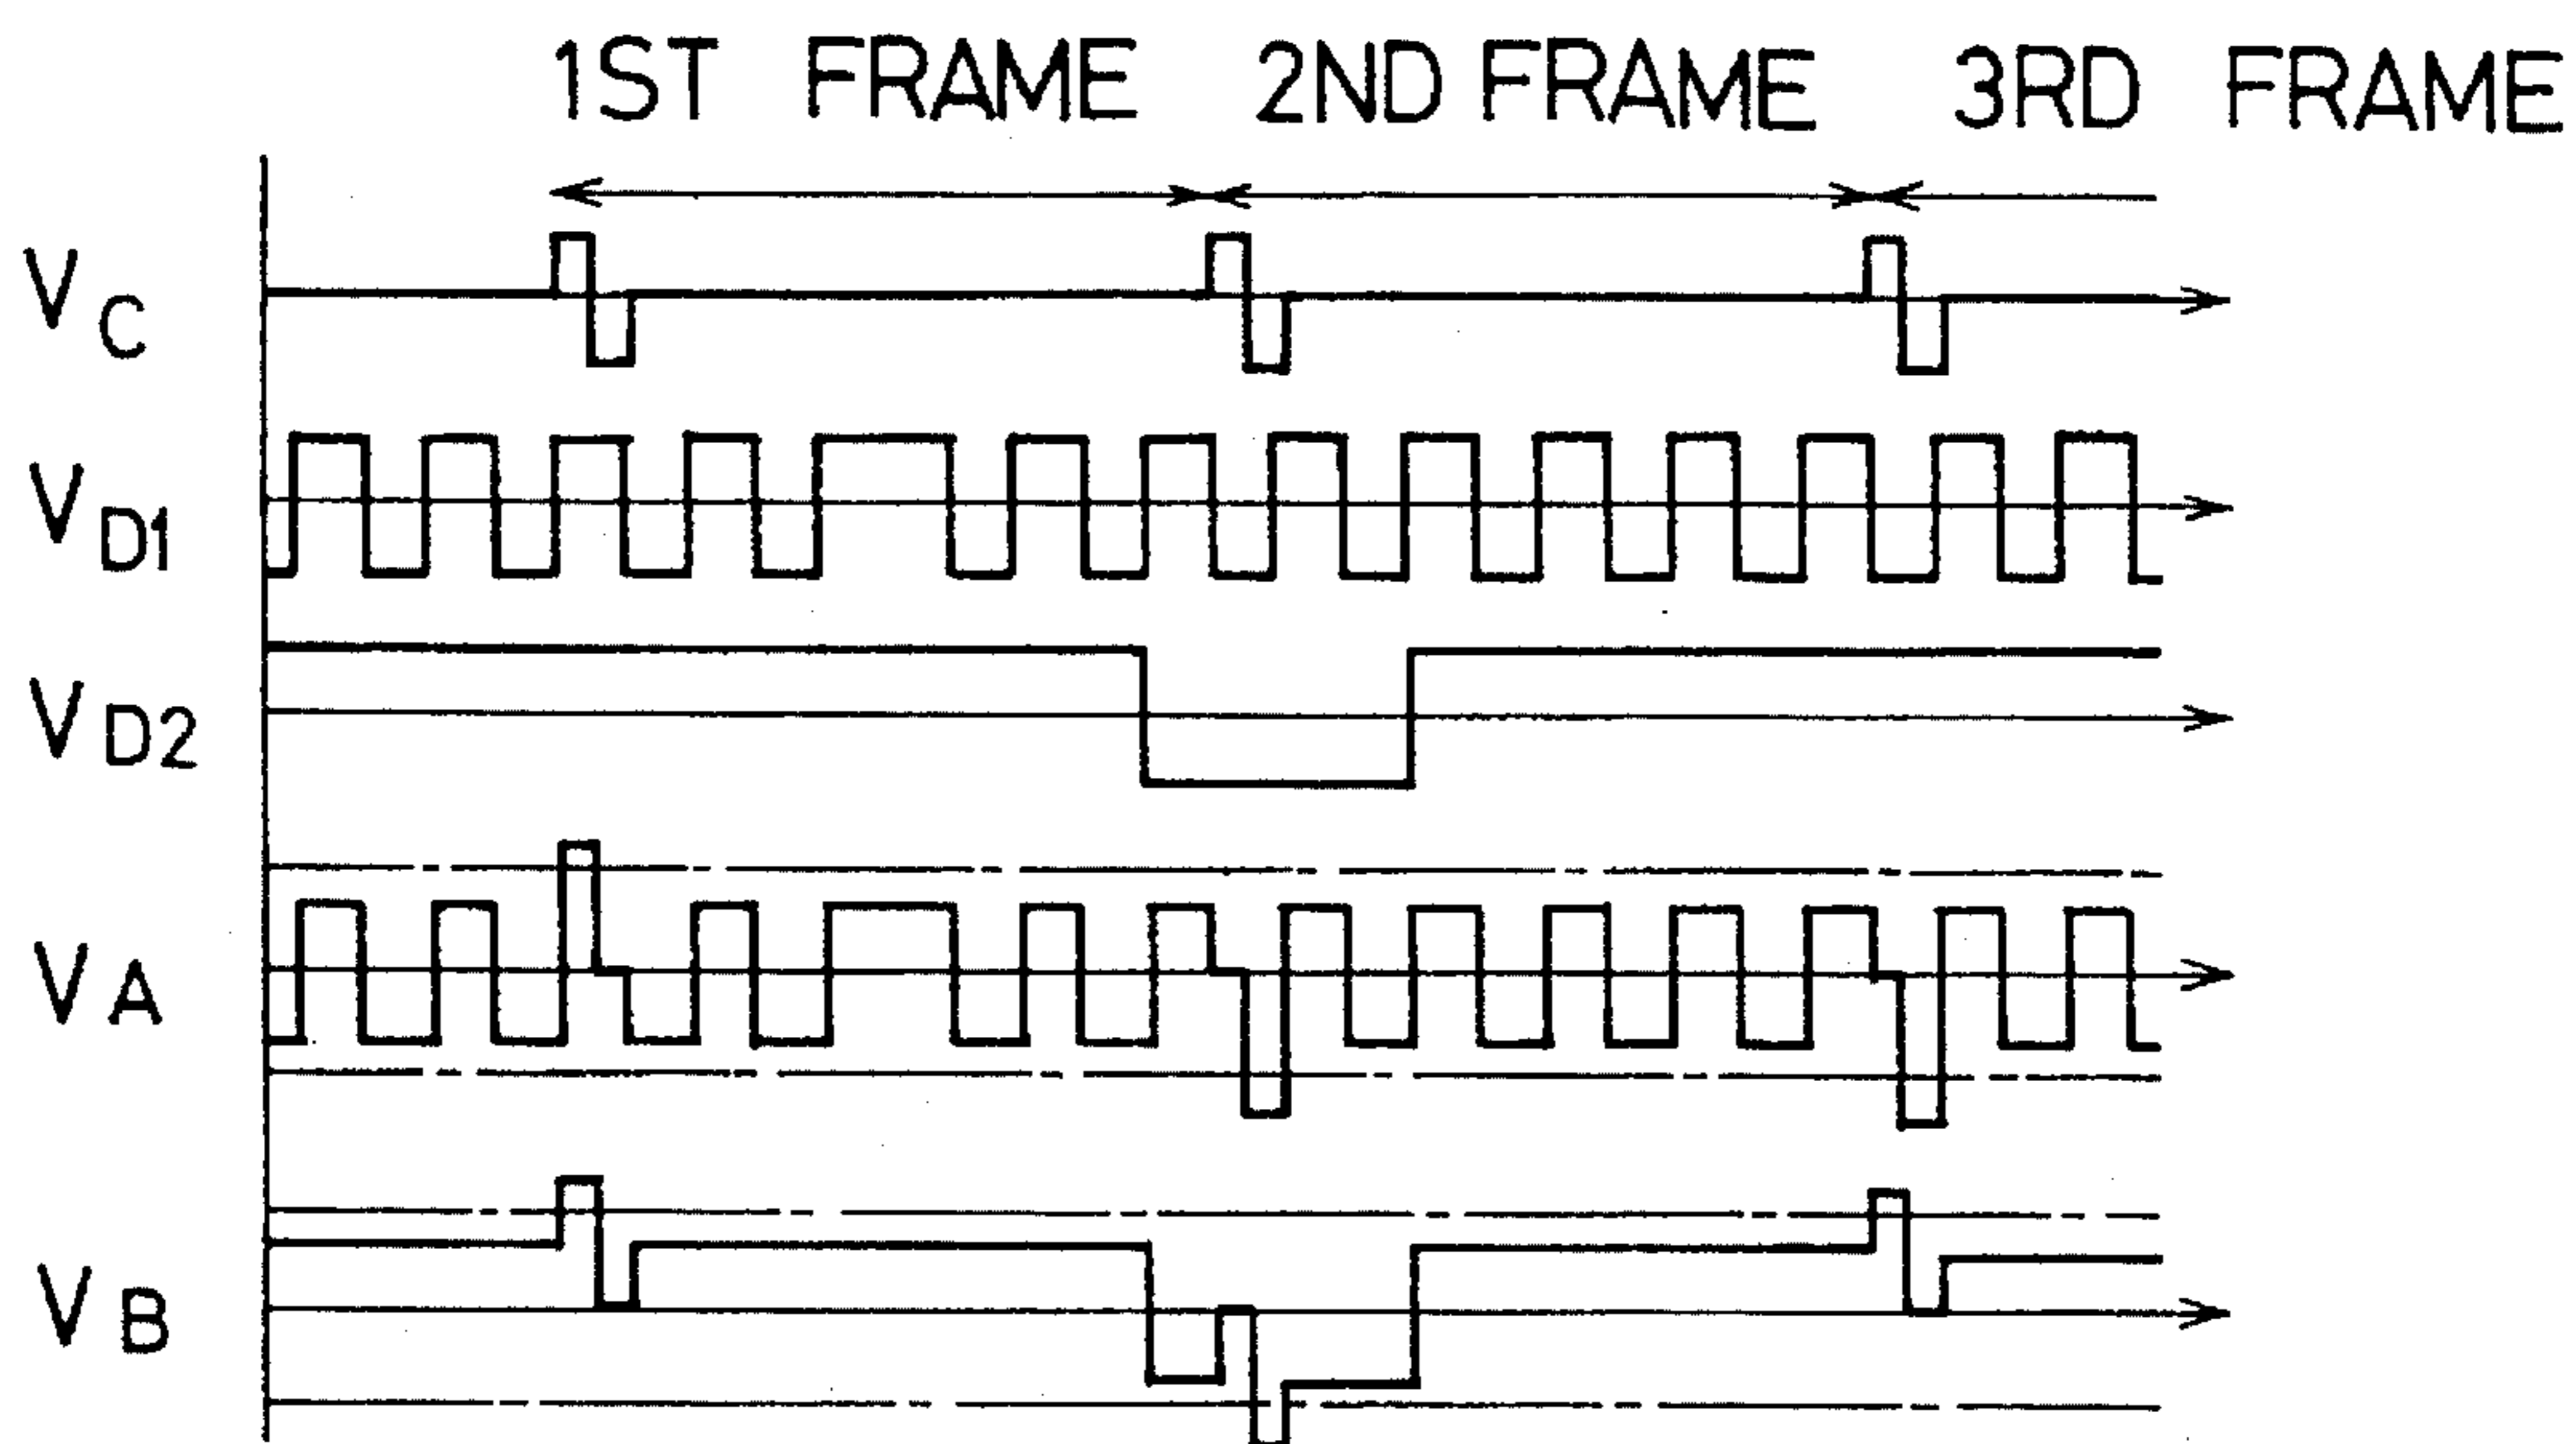 1ST FRAME 2ND FRAME 3RD FRAME
VC
VD1
VD2
VA
VB